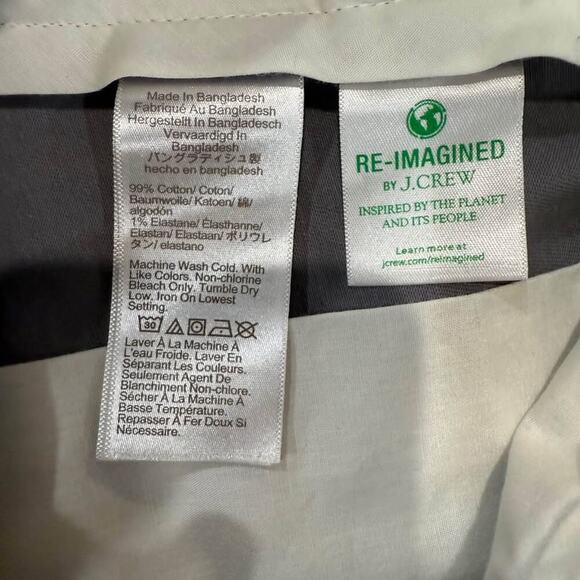 Made In Bangladesh
Fabriqué Au Bangladesh
Hergestellt In Bangladesch
Vervaardigd In
Bangladesh
バングラディシュ製
hecho en bangladesh
99% Cotton/ Coton/
Baumwolle/ Katoen/ 綿/
algodón
1% Elastane/ Élasthanne/
Elastan/ Elastaan/ ポリウレ
タン/ elastano
Machine Wash Cold. With
Like Colors. Non-chlorine
Bleach Only. Tumble Dry
Low. Iron On Lowest
Setting.
30
Laver À La Machine À
L'eau Froide. Laver En
Séparant Les Couleurs.
Seulement Agent De
Blanchiment Non-chlore.
Sécher À La Machine À
Basse Température.
Repasser À Fer Doux Si
Nécessaire.
RE-IMAGINED
BY J.CREW
INSPIRED BY THE PLANET
AND ITS PEOPLE
Learn more at
jcrew.com/reimagined